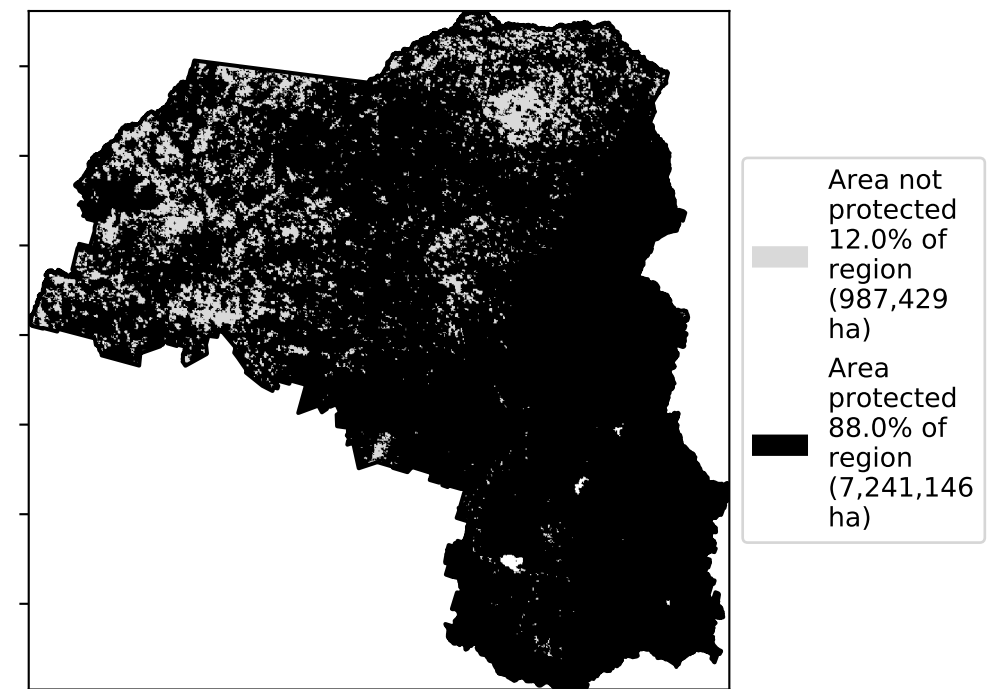 Area not
protected
12.0% of
region
(987,429
ha)
Area
protected
88.0% of
region
(7,241,146
ha)